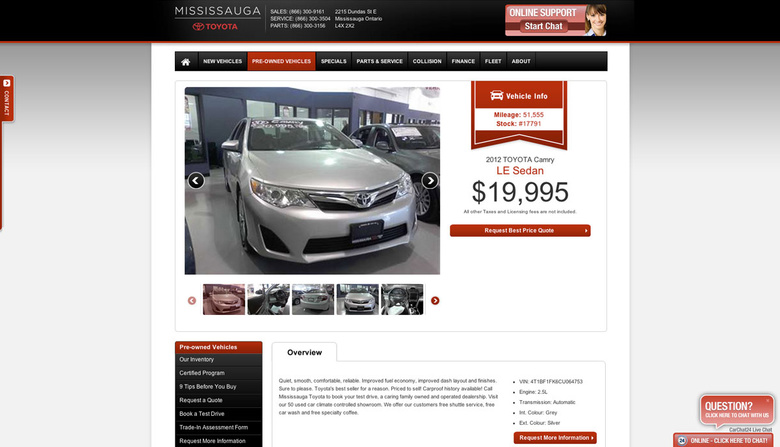 MISSISSAUGA
TOYOTA
SALES: (866) 300-9161
SERVICE: (866) 300-3504
PARTS: (866) 300-3156
2215 Dundas St E
Mississauga Ontario
L4X 2X2
ONLINE SUPPORT
Start Chat
CONTACT
NEW VEHICLES
PRE-OWNED VEHICLES
SPECIALS
PARTS & SERVICE
COLLISION
FINANCE
FLEET
ABOUT
Vehicle Info
Mileage: 51,555
Stock: #17791
2012 TOYOTA Camry
LE Sedan
$19,995
All other Taxes and Licensing fees are not included.
Request Best Price Quote
Pre-owned Vehicles
Our Inventory
Certified Program
9 Tips Before You Buy
Request a Quote
Book a Test Drive
Trade-In Assessment Form
Request More Information
Overview
Quiet, smooth, comfortable, reliable. Improved fuel economy, improved dash layout and finishes.
Sure to please. Toyota's best seller for a reason. Priced to sell! Carproof history available! Call
Mississauga Toyota to book your test drive, a caring family owned and operated dealership. Visit
our 50 used car climate controlled showroom. We offer our customers free shuttle service, free
car wash and free specialty coffee.
VIN: 4T1BF1FK6CU064753
Engine: 2.5L
Transmission: Automatic
Int. Colour: Grey
Ext. Colour: Silver
Request More Information
QUESTION?
CLICK HERE TO CHAT WITH US
CarChat24 Live Chat
24
ONLINE - CLICK HERE TO CHAT!